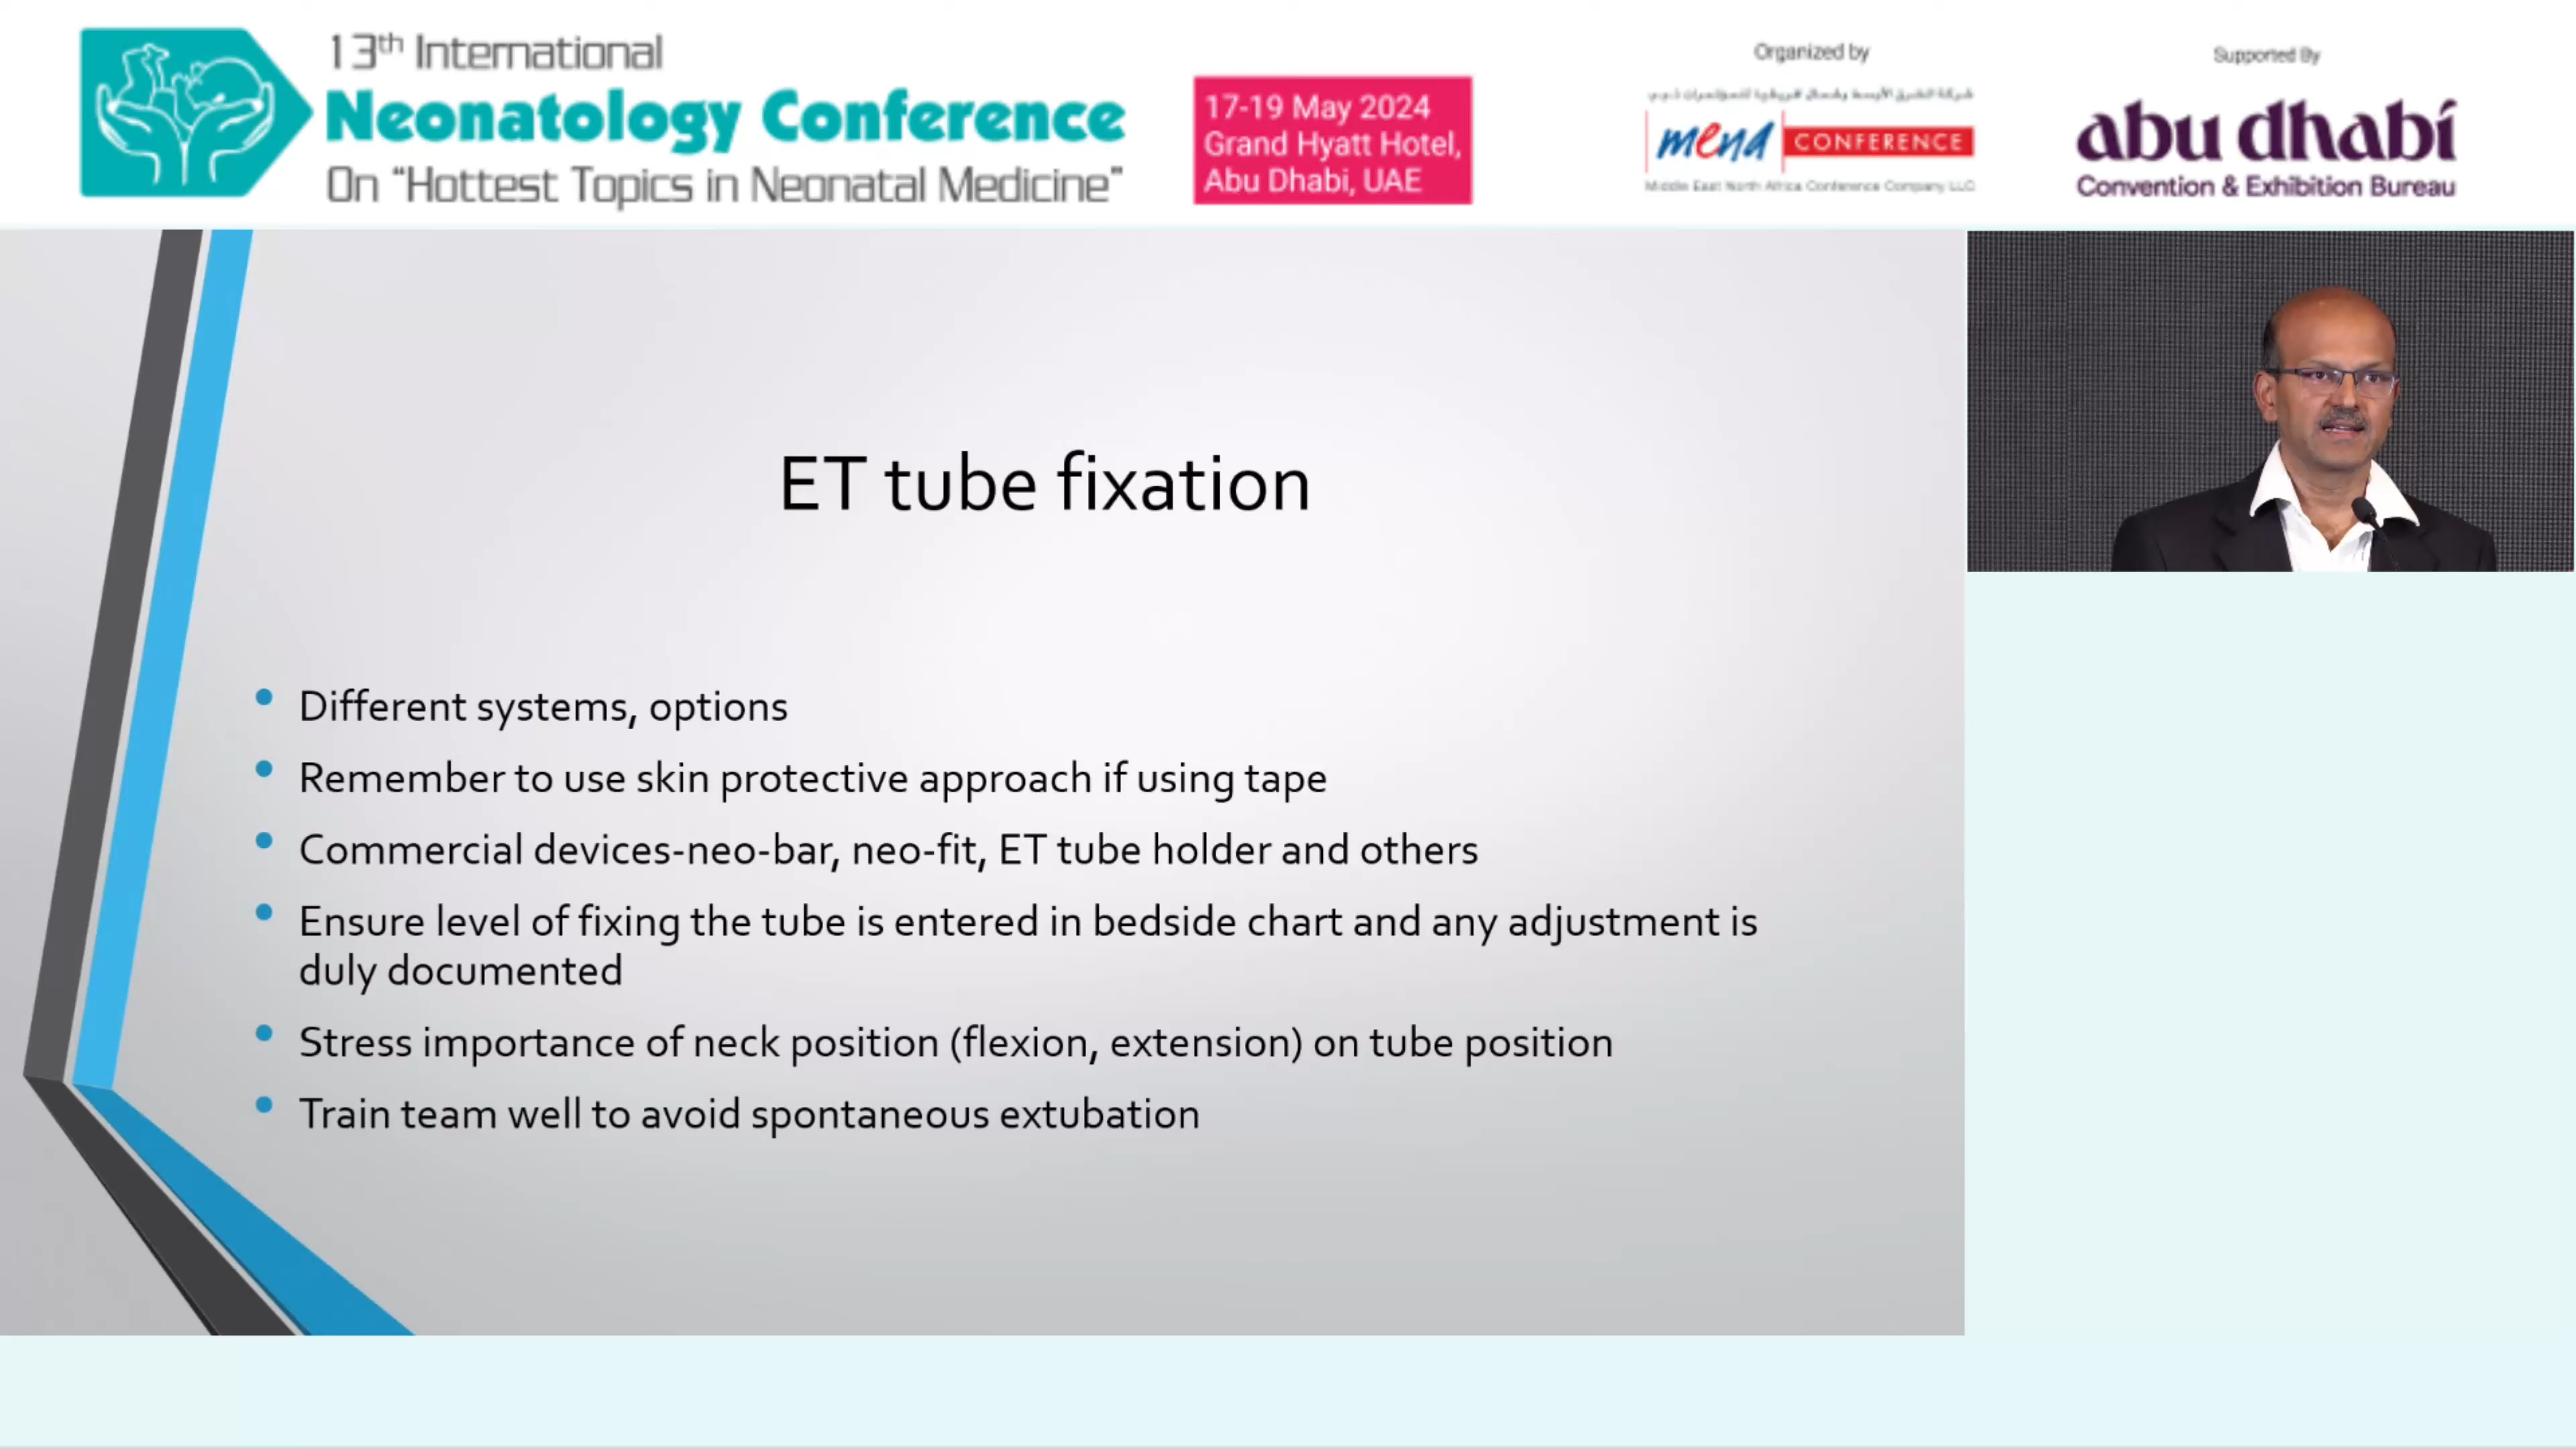 13th International
Neonatology Conference
On “Hottest Topics in Neonatal Medicine”
17-19 May 2024
Grand Hyatt Hotel,
Abu Dhabi, UAE
Organized by
mena CONFERENCE
Middle East North Africa Conference Company LLC
Supported By
abu dhabi
Convention & Exhibition Bureau
ET tube fixation
• Different systems, options
• Remember to use skin protective approach if using tape
• Commercial devices-neo-bar, neo-fit, ET tube holder and others
• Ensure level of fixing the tube is entered in bedside chart and any adjustment is
duly documented
• Stress importance of neck position (flexion, extension) on tube position
• Train team well to avoid spontaneous extubation